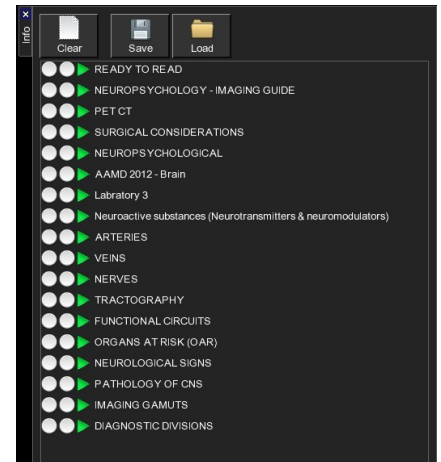 x
Info
Clear Save Load
READY TO READ
NEUROPSYCHOLOGY - IMAGING GUIDE
PET CT
SURGICAL CONSIDERATIONS
NEUROPSYCHOLOGICAL
AAMD 2012 - Brain
Labratory 3
Neuroactive substances (Neurotransmitters & neuromodulators)
ARTERIES
VEINS
NERVES
TRACTOGRAPHY
FUNCTIONAL CIRCUITS
ORGANS AT RISK (OAR)
NEUROLOGICAL SIGNS
PATHOLOGY OF CNS
IMAGING GAMUTS
DIAGNOSTIC DIVISIONS